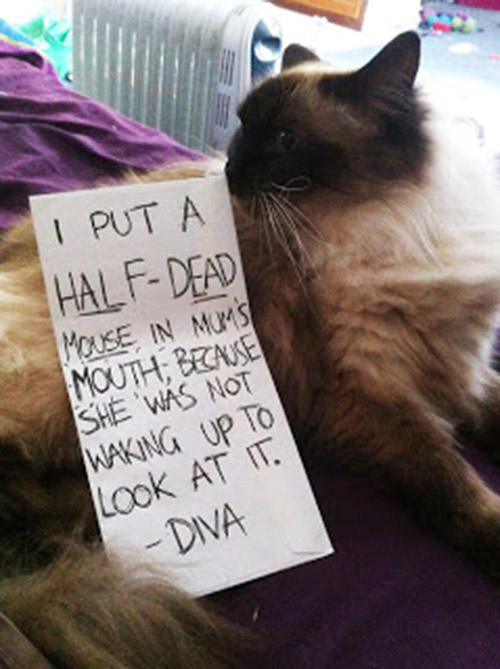 I PUT A
HALF-DEAD
MOUSE IN MUM'S
MOUTH, BECAUSE
SHE WAS NOT
WAKING UP TO
LOOK AT IT.
-DIVA